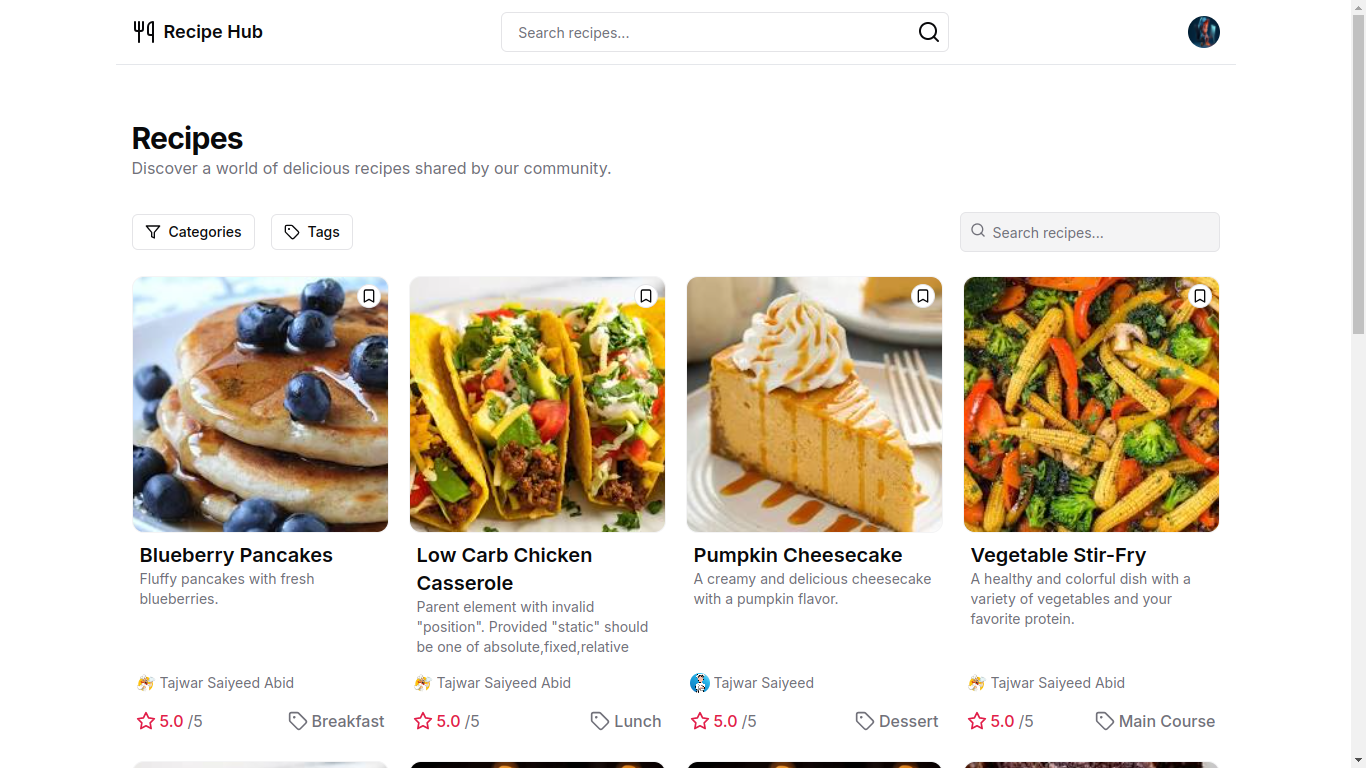 Recipe Hub
Search recipes...
Recipes
Discover a world of delicious recipes shared by our community.
Categories
Tags
Search recipes...
Blueberry Pancakes
Fluffy pancakes with fresh
blueberries.
Tajwar Saiyeed Abid
5.0 /5
Breakfast
Low Carb Chicken
Casserole
Parent element with invalid
"position". Provided "static" should
be one of absolute,fixed,relative
Tajwar Saiyeed Abid
5.0 /5
Lunch
Pumpkin Cheesecake
A creamy and delicious cheesecake
with a pumpkin flavor.
Tajwar Saiyeed
5.0 /5
Dessert
Vegetable Stir-Fry
A healthy and colorful dish with a
variety of vegetables and your
favorite protein.
Tajwar Saiyeed Abid
5.0 /5
Main Course